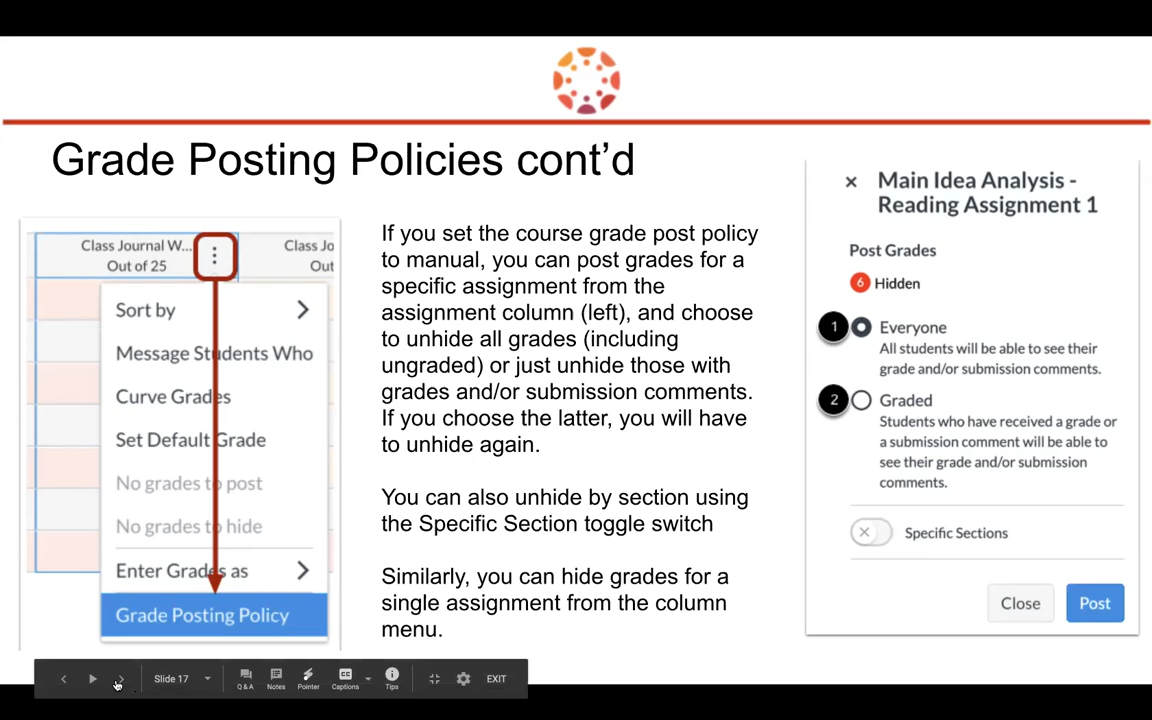 Grade Posting Policies cont'd
Class Journal W...
Out of 25
Class Jo
Out
Sort by
Message Students Who
Curve Grades
Set Default Grade
No grades to post
No grades to hide
Enter Grades as
Grade Posting Policy
If you set the course grade post policy
to manual, you can post grades for a
specific assignment from the
assignment column (left), and choose
to unhide all grades (including
ungraded) or just unhide those with
grades and/or submission comments.
If you choose the latter, you will have
to unhide again.
You can also unhide by section using
the Specific Section toggle switch
Similarly, you can hide grades for a
single assignment from the column
menu.
Main Idea Analysis -
Reading Assignment 1
Post Grades
6 Hidden
1 Everyone
All students will be able to see their
grade and/or submission comments.
2 Graded
Students who have received a grade or
a submission comment will be able to
see their grade and/or submission
comments.
Specific Sections
Close Post
Slide 17
Q & A Notes Pointer CC Captions Tips EXIT